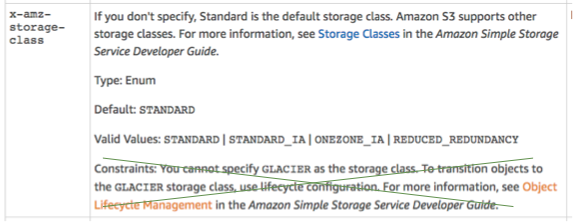 x-amz-
storage-
class
If you don't specify, Standard is the default storage class. Amazon S3 supports other
storage classes. For more information, see Storage Classes in the Amazon Simple Storage
Service Developer Guide.
Type: Enum
Default: STANDARD
Valid Values: STANDARD | STANDARD_IA | ONEZONE_IA | REDUCED_REDUNDANCY
Constraints: You cannot specify GLACIER as the storage class. To transition objects to
the GLACIER storage class, use lifecycle configuration. For more information, see Object
Lifecycle Management in the Amazon Simple Storage Service Developer Guide.